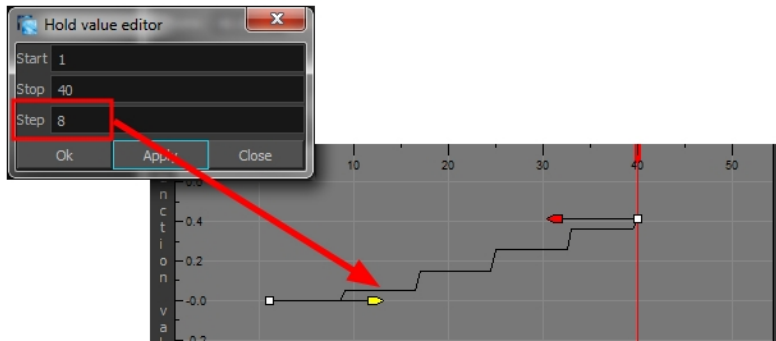 Hold value editor
Start 1
Stop 40
Step 8
Ok Apply Close
10 20 30 40 50
-0.4
-0.2
-0.0
n
c
t
i
o
n
v
a